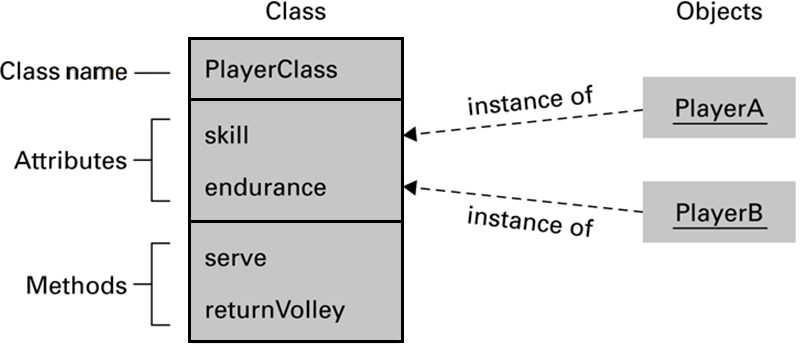 Class
Objects
Class name
PlayerClass
Attributes
skill
endurance
Methods
serve
returnVolley
instance of
PlayerA
instance of
PlayerB